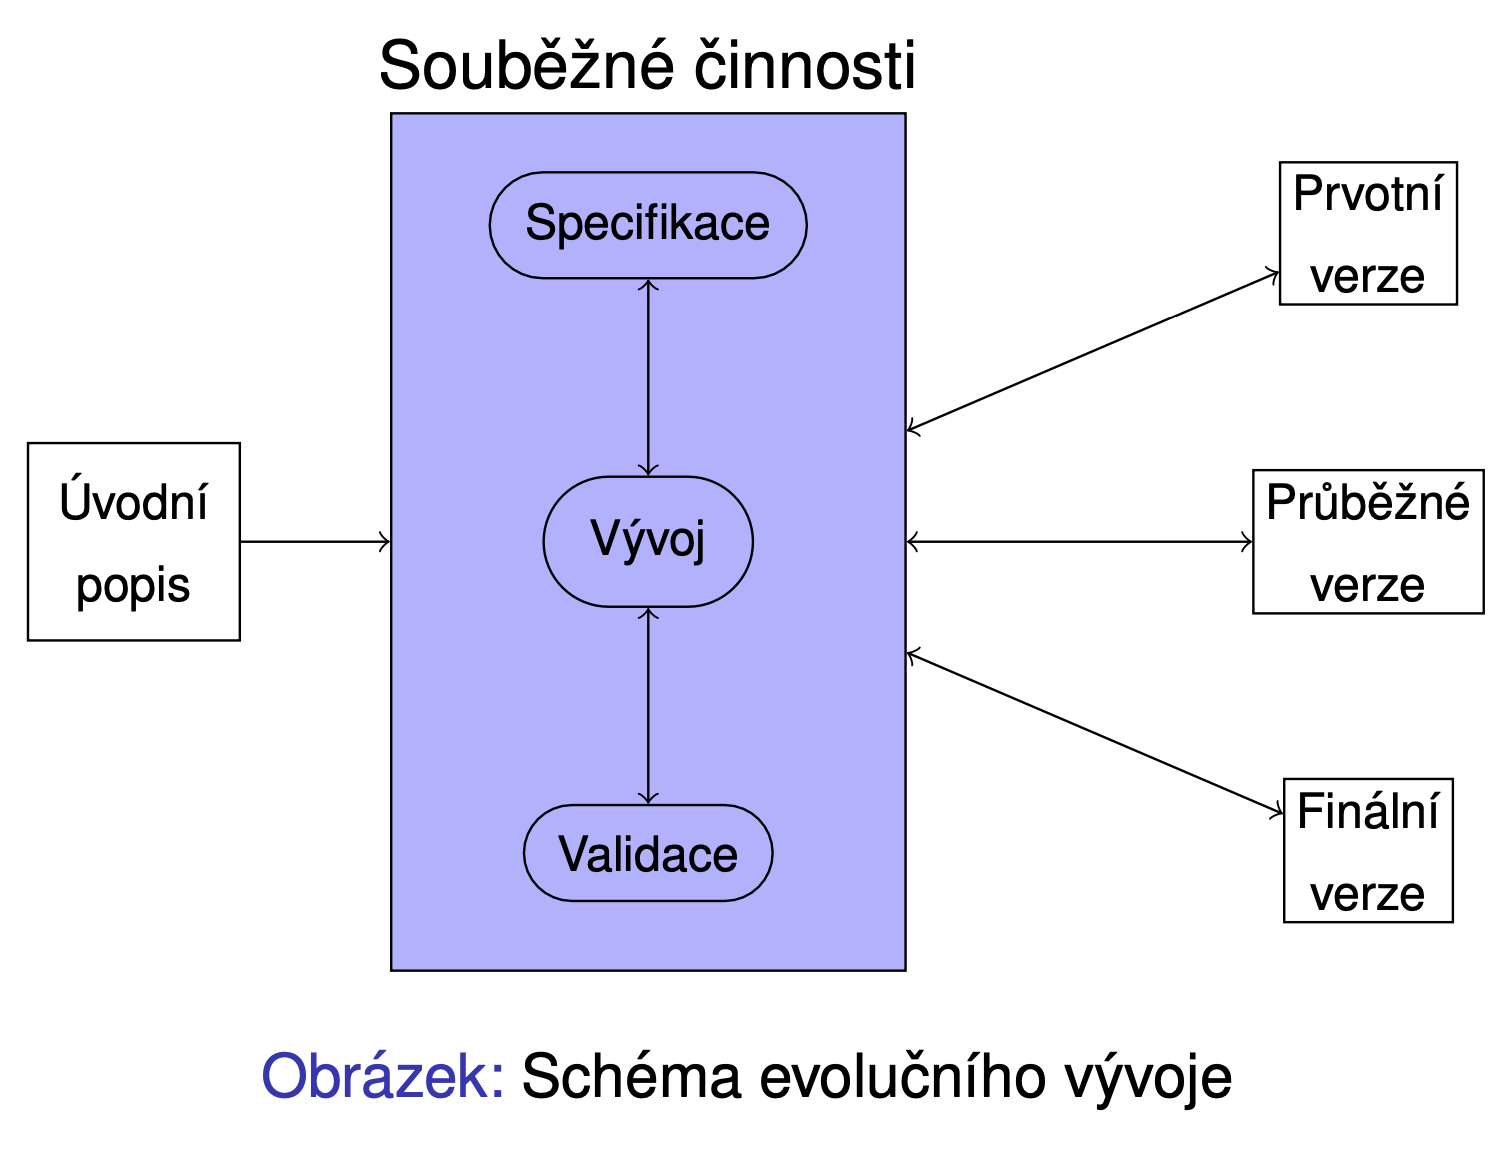 Souběžné činnosti
Specifikace
Vývoj
Validace
Úvodní
popis
Prvotní
verze
Průběžné
verze
Finální
verze
Obrázek: Schéma evolučního vývoje